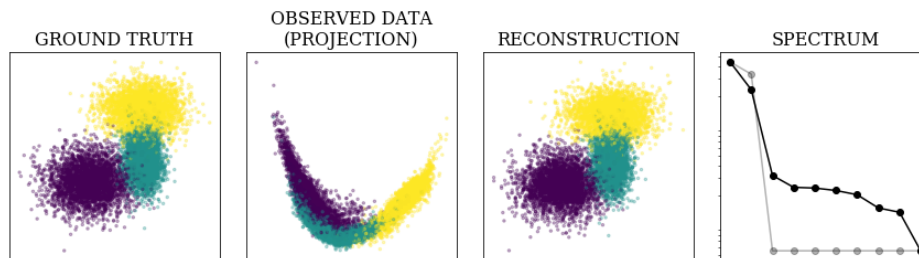 GROUND TRUTH
OBSERVED DATA
(PROJECTION)
RECONSTRUCTION
SPECTRUM